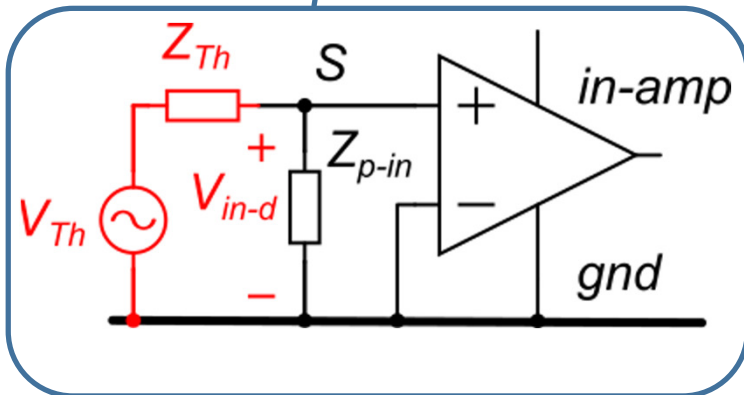 Z_Th
S
in-amp
+
+
Z_p-in
V_in-d
V_Th
−
−
gnd